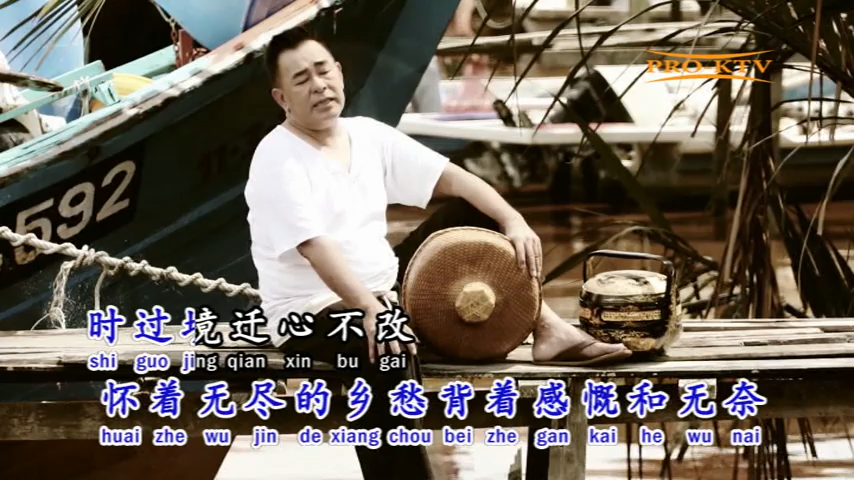 PRO KTV
592
时过境迁心不改
shi guo jing qian xin bu gai
怀着无尽的乡愁背着感慨和无奈
huai zhe wu jin de xiang chou bei zhe gan kai he wu nai